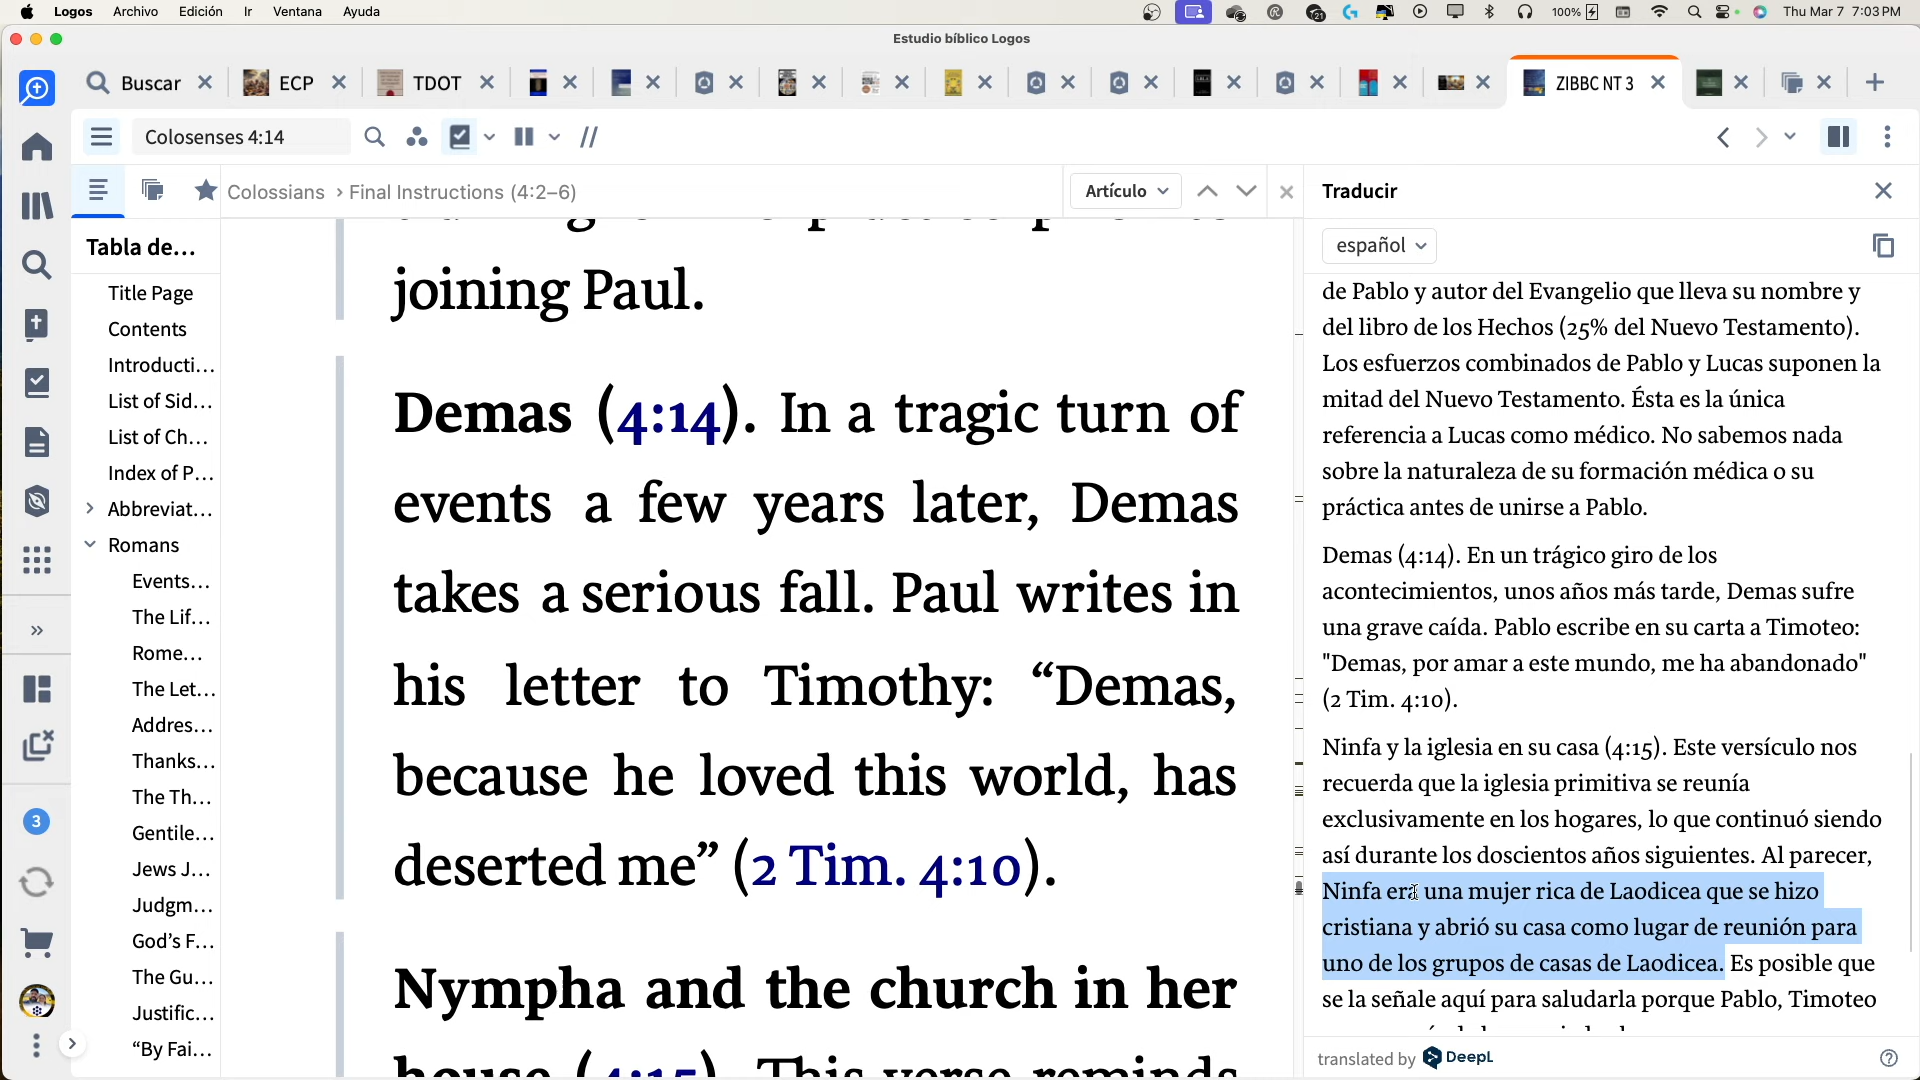 Logos Archivo Edición Ir Ventana Ayuda
21
100%
Thu Mar 7 7:03 PM
Estudio bíblico Logos
Buscar
ECP
TDOT
ZIBBC NT 3
Colosenses 4:14
Colossians › Final Instructions (4:2–6)
Artículo
Traducir
español
Tabla de...
Title Page
Contents
Introducti...
List of Sid...
List of Ch...
Index of P...
Abbreviat...
Romans
Events...
The Lif...
Rome...
The Let...
Addres...
Thanks...
The Th...
Gentile...
Jews J...
Judgm...
God's F...
The Gu...
Justific...
“By Fai...
3
joining Paul.
Demas (4:14). In a tragic turn of
events a few years later, Demas
takes a serious fall. Paul writes in
his letter to Timothy: “Demas,
because he loved this world, has
deserted me” (2 Tim. 4:10).
Nympha and the church in her
house (4:15). This verse reminds
de Pablo y autor del Evangelio que lleva su nombre y
del libro de los Hechos (25% del Nuevo Testamento).
Los esfuerzos combinados de Pablo y Lucas suponen la
mitad del Nuevo Testamento. Ésta es la única
referencia a Lucas como médico. No sabemos nada
sobre la naturaleza de su formación médica o su
práctica antes de unirse a Pablo.
Demas (4:14). En un trágico giro de los
acontecimientos, unos años más tarde, Demas sufre
una grave caída. Pablo escribe en su carta a Timoteo:
"Demas, por amar a este mundo, me ha abandonado"
(2 Tim. 4:10).
Ninfa y la iglesia en su casa (4:15). Este versículo nos
recuerda que la iglesia primitiva se reunía
exclusivamente en los hogares, lo que continuó siendo
así durante los doscientos años siguientes. Al parecer,
Ninfa era una mujer rica de Laodicea que se hizo
cristiana y abrió su casa como lugar de reunión para
uno de los grupos de casas de Laodicea. Es posible que
se la señale aquí para saludarla porque Pablo, Timoteo
translated by DeepL